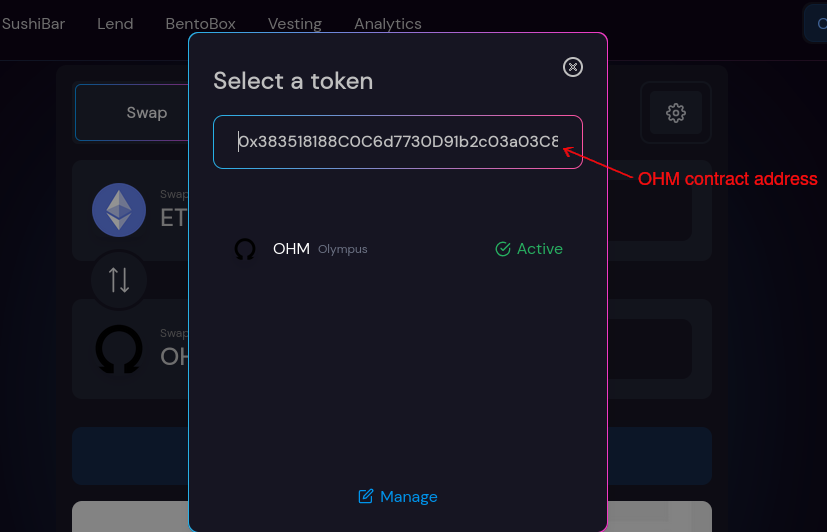 SushiBar Lend BentoBox Vesting Analytics
Select a token
Swap
0x383518188C0C6d7730D91b2c03a03C8
OHM contract address
Swap
ET
OHM Olympus Active
Swap
OH
Manage